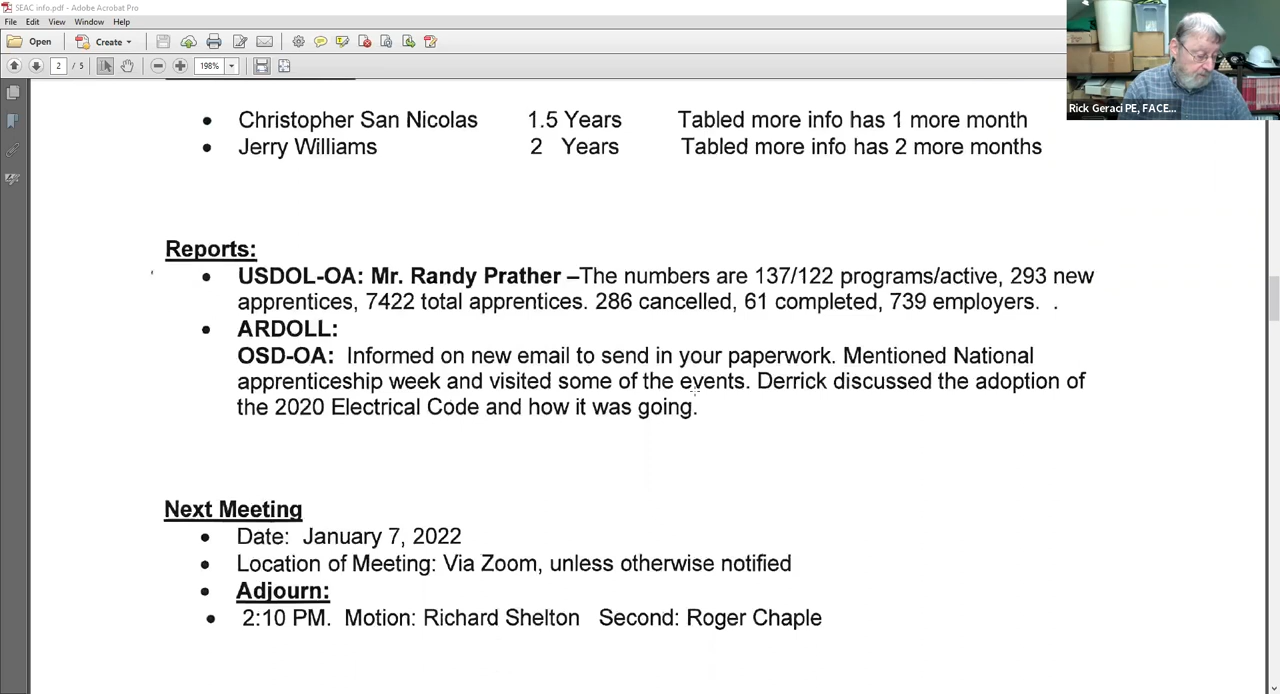 SEAC info.pdf - Adobe Acrobat Pro
File Edit View Window Help
Open Create
2 / 5 198%
Rick Geraci PE, FACE...
• Christopher San Nicolas 1.5 Years Tabled more info has 1 more month
• Jerry Williams 2 Years Tabled more info has 2 more months
Reports:
• USDOL-OA: Mr. Randy Prather –The numbers are 137/122 programs/active, 293 new
apprentices, 7422 total apprentices. 286 cancelled, 61 completed, 739 employers. .
• ARDOLL:
OSD-OA: Informed on new email to send in your paperwork. Mentioned National
apprenticeship week and visited some of the events. Derrick discussed the adoption of
the 2020 Electrical Code and how it was going.
Next Meeting
• Date: January 7, 2022
• Location of Meeting: Via Zoom, unless otherwise notified
• Adjourn:
• 2:10 PM. Motion: Richard Shelton Second: Roger Chaple